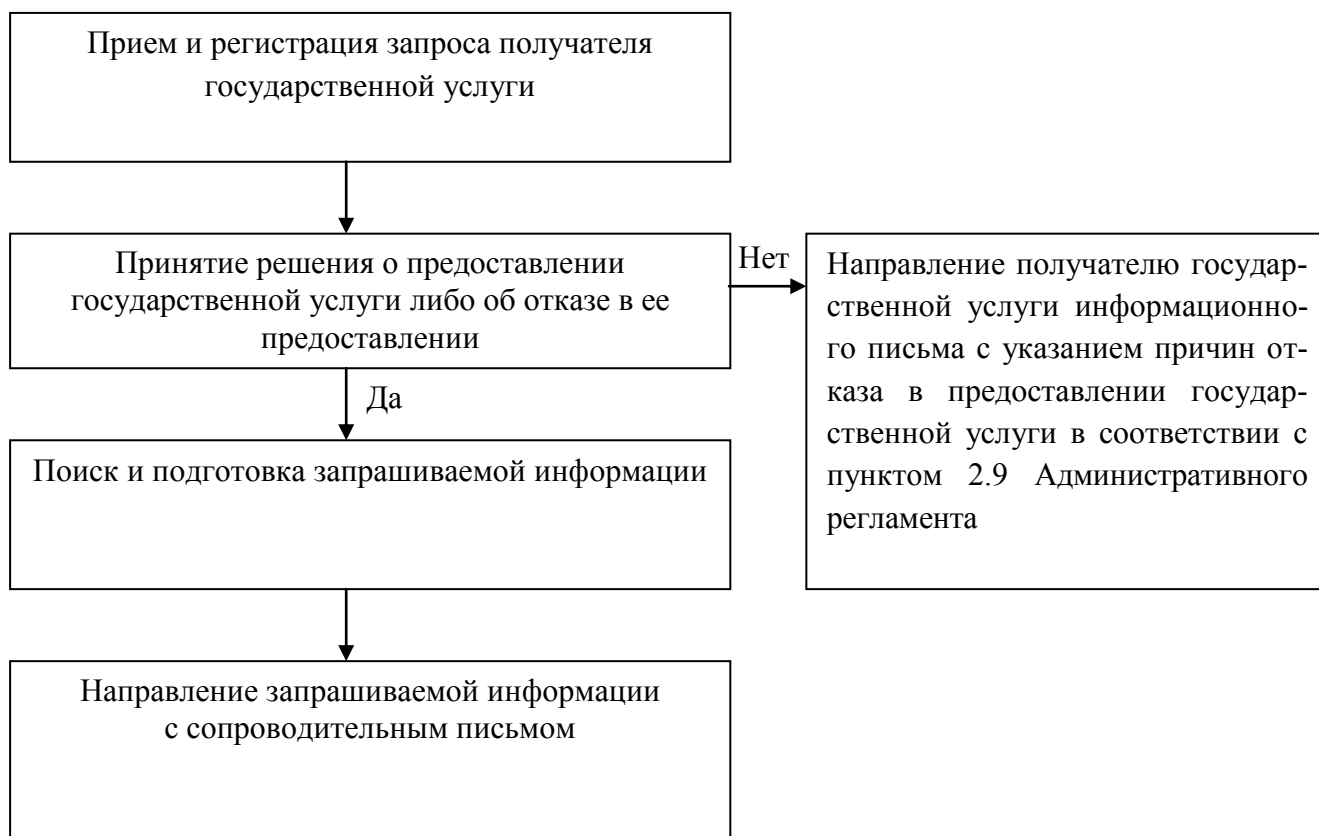 Прием и регистрация запроса получателя
государственной услуги
Принятие решения о предоставлении
государственной услуги либо об отказе в ее
предоставлении
Нет
Направление получателю государ-
ственной услуги информационно-
го письма с указанием причин от-
каза в предоставлении государ-
ственной услуги в соответствии с
пунктом 2.9 Административного
регламента
Да
Поиск и подготовка запрашиваемой информации
Направление запрашиваемой информации
с сопроводительным письмом